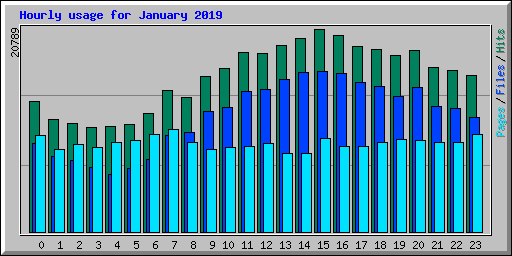 Hourly usage for January 2019
20789
Pages/Files/Hits
0 1 2 3 4 5 6 7 8 9 10 11 12 13 14 15 16 17 18 19 20 21 22 23